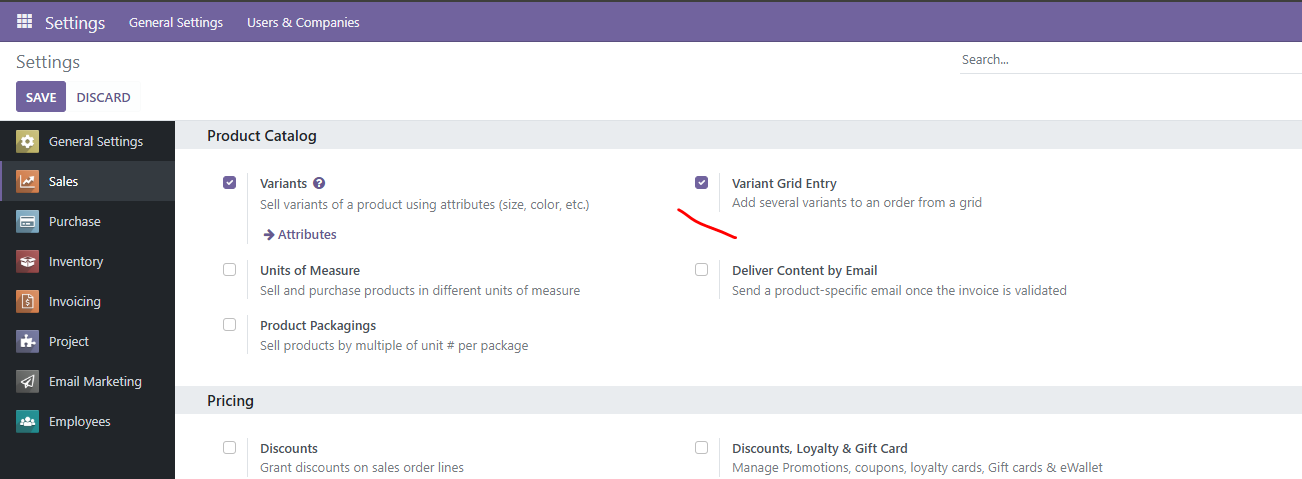 Settings General Settings Users & Companies
Settings
Search...
SAVE DISCARD
General Settings
Sales
Purchase
Inventory
Invoicing
Project
Email Marketing
Employees
Product Catalog
Variants ?
Sell variants of a product using attributes (size, color, etc.)
Attributes
Variant Grid Entry
Add several variants to an order from a grid
Units of Measure
Sell and purchase products in different units of measure
Deliver Content by Email
Send a product-specific email once the invoice is validated
Product Packagings
Sell products by multiple of unit # per package
Pricing
Discounts
Grant discounts on sales order lines
Discounts, Loyalty & Gift Card
Manage Promotions, coupons, loyalty cards, Gift cards & eWallet